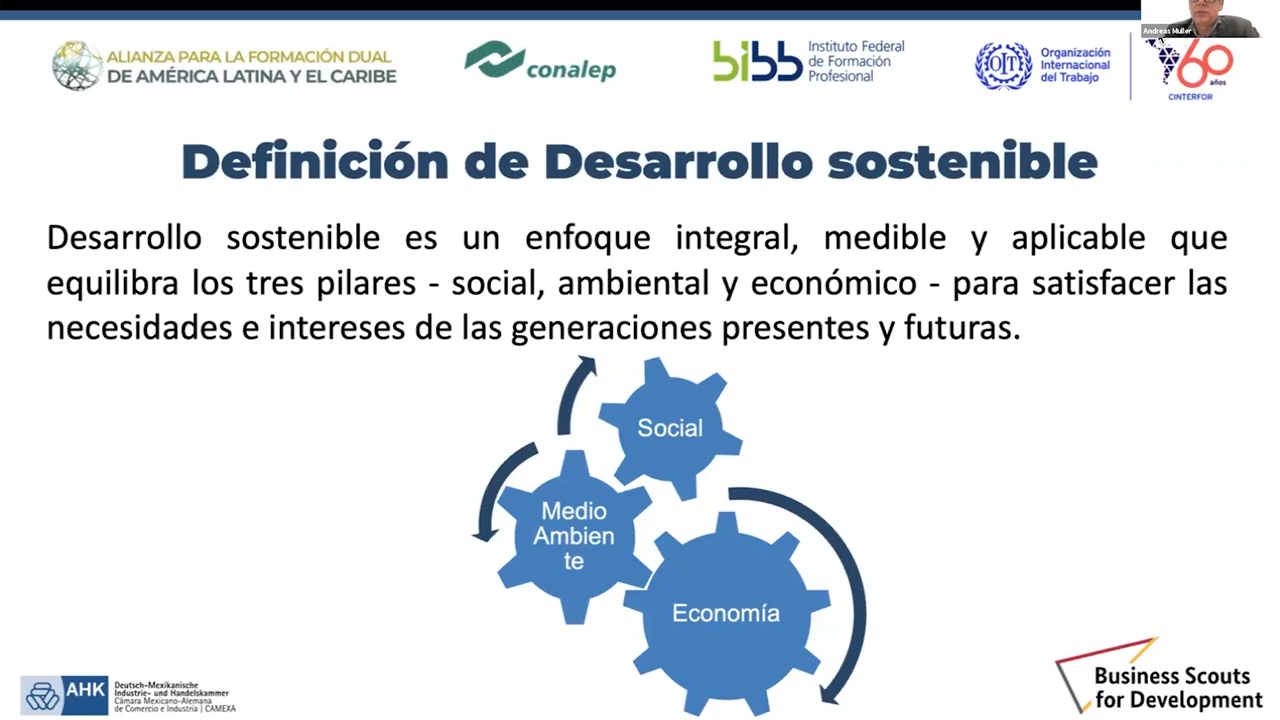 Andreas Muller
ALIANZA PARA LA FORMACIÓN DUAL
DE AMÉRICA LATINA Y EL CARIBE
conalep
bibb
Instituto Federal
de Formación
Profesional
OIT
Organización
Internacional
del Trabajo
60
años
CINTERFOR
Definición de Desarrollo sostenible
Desarrollo sostenible es un enfoque integral, medible y aplicable que
equilibra los tres pilares - social, ambiental y económico - para satisfacer las
necesidades e intereses de las generaciones presentes y futuras.
Social
Medio
Ambien
te
Economía
AHK
Deutsch-Mexikanische
Industrie- und Handelskammer
Cámara Mexicano-Alemana
de Comercio e Industria | CAMEXA
Business Scouts
for Development